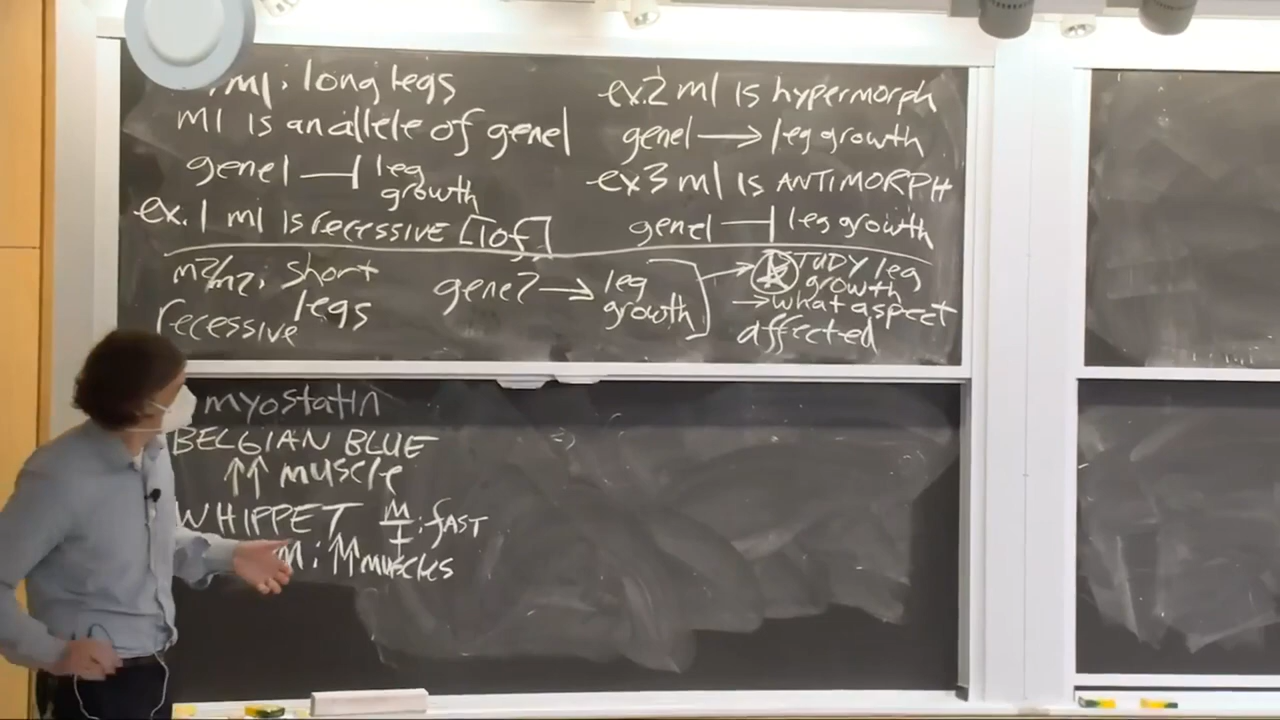 m1: long legs
m1 is an allele of gene1
gene1 ⊣ leg growth
ex.1 m1 is recessive [lof]
ex.2 m1 is hypermorph
gene1 → leg growth
ex3 m1 is ANTIMORPH
gene1 ⊣ leg growth
m2/m2: short legs
recessive
gene2 → leg growth
STUDY leg growth
→ what aspect
affected
myostatin
BELGIAN BLUE
↑↑ muscle
WHIPPET M/+ : fAST
M : ↑↑ muscles